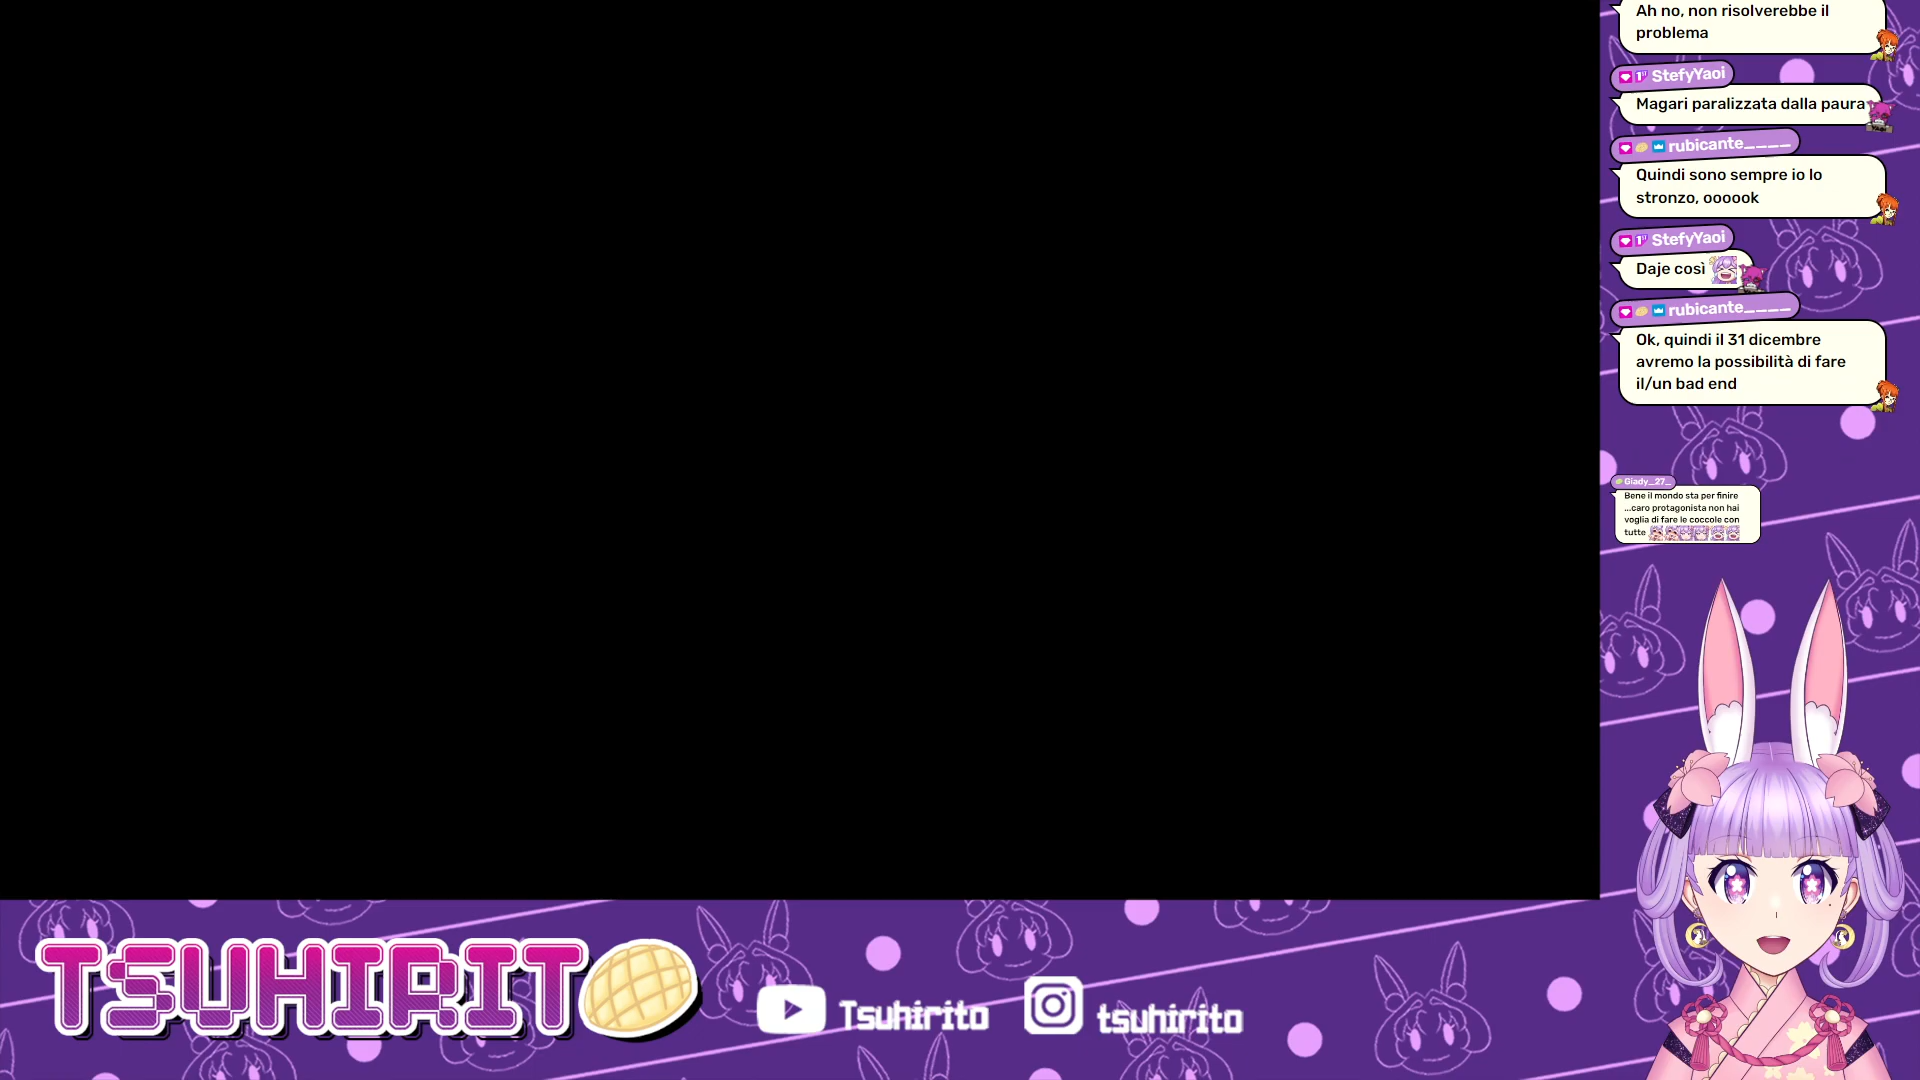 Ah no, non risolverebbe il
problema
StefyYaoi
Magari paralizzata dalla paura
rubicante____
Quindi sono sempre io lo
stronzo, oooook
StefyYaoi
Daje così
rubicante____
Ok, quindi il 31 dicembre
avremo la possibilità di fare
il/un bad end
Giady_27_
Bene il mondo sta per finire
...caro protagonista non hai
voglia di fare le coccole con
tutte
TSUHIRIT
Tsuhirito
tsuhirito